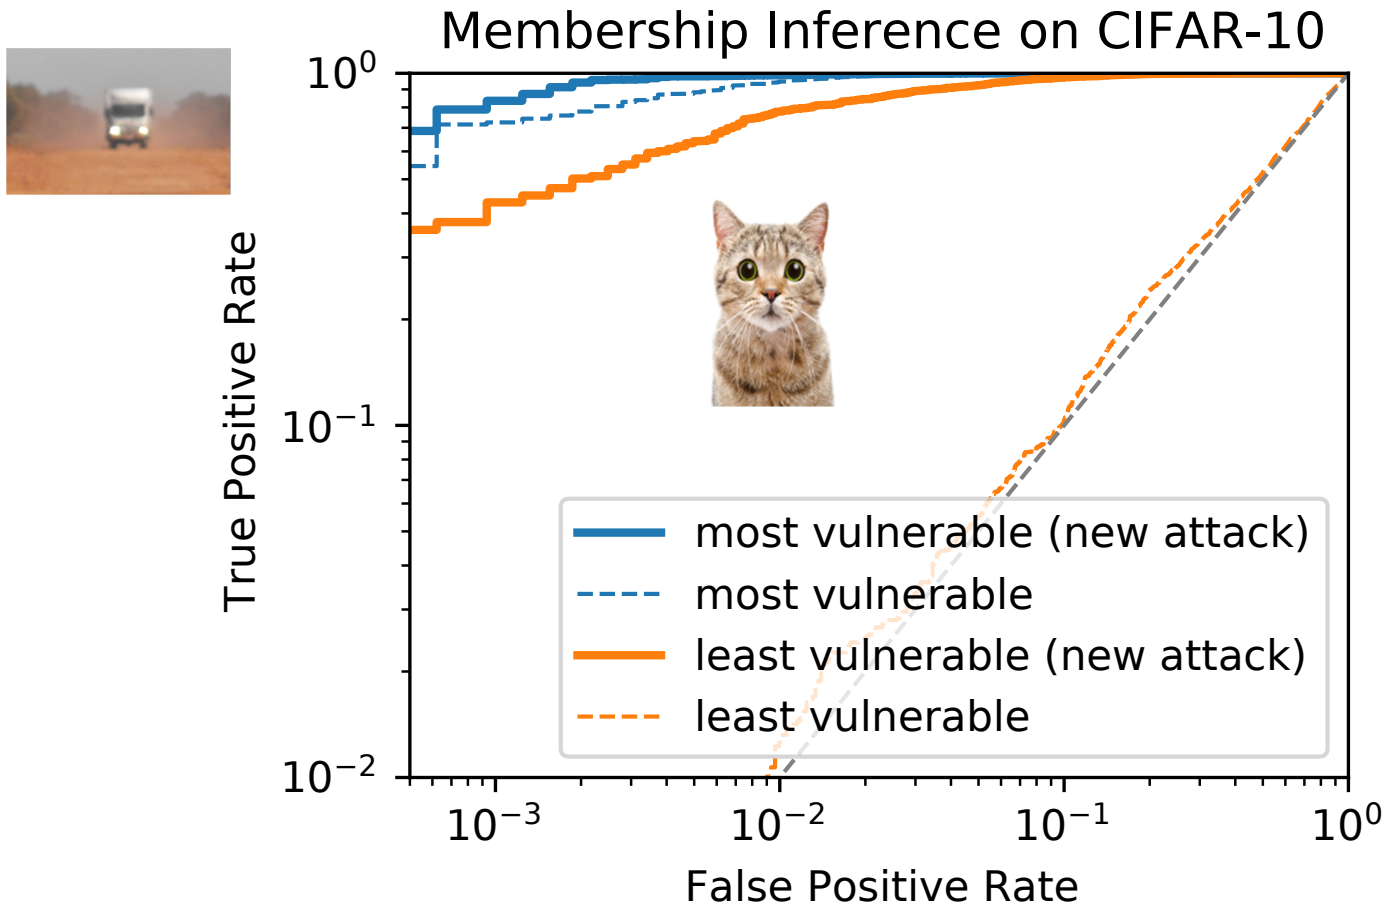 Membership Inference on CIFAR-10
True Positive Rate
10⁰
10⁻¹
10⁻²
most vulnerable (new attack)
most vulnerable
least vulnerable (new attack)
least vulnerable
10⁻³ 10⁻² 10⁻¹ 10⁰
False Positive Rate